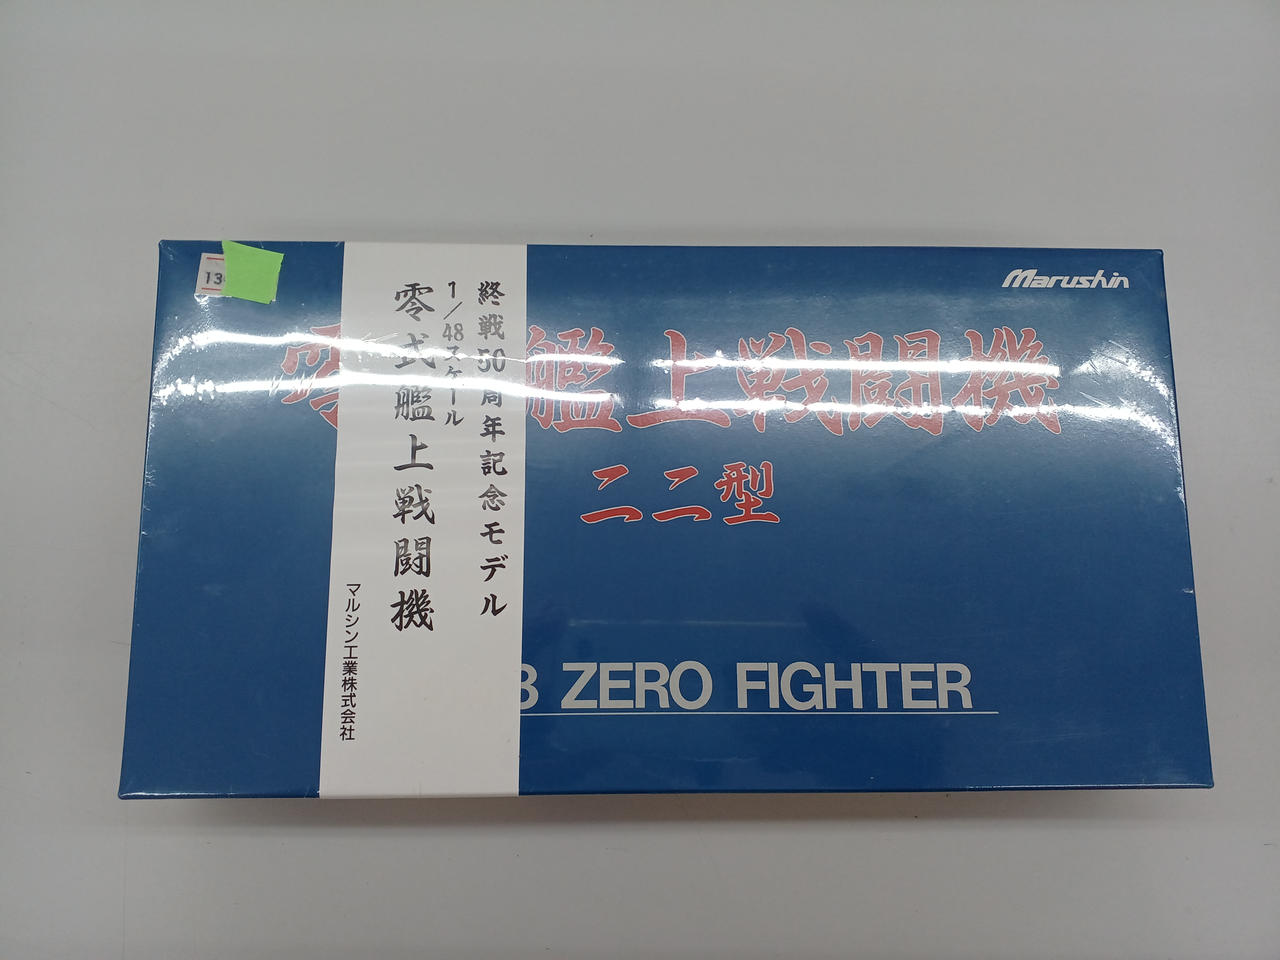 Marushin
終戦50周年記念モデル
1/48スケール
零式艦上戦闘機
マルシン工業株式会社
零 艦上戦闘機
二二型
8 ZERO FIGHTER